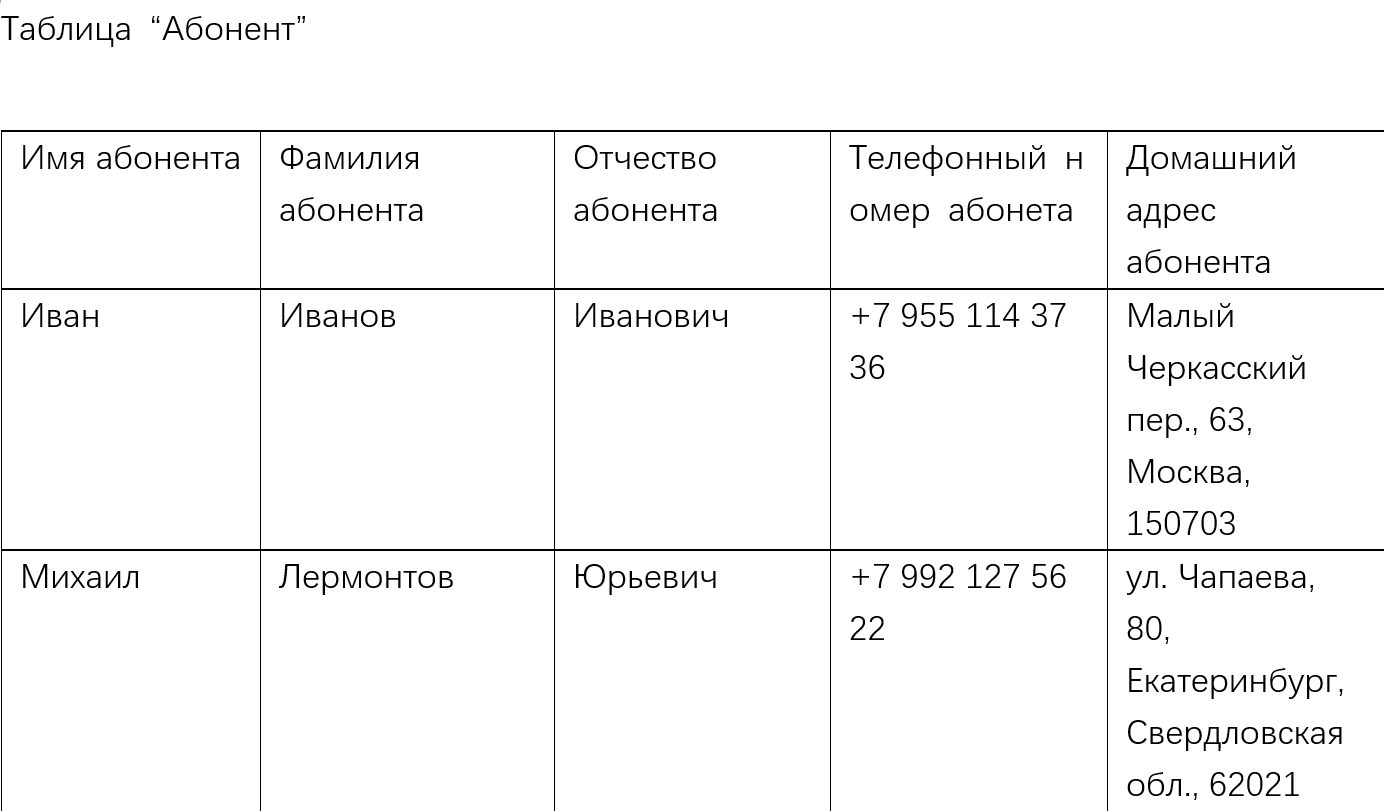 Таблица “Абонент”
Имя абонента
Фамилия
абонента
Отчество
абонента
Телефонный н
омер абонета
Домашний
адрес
абонента
Иван
Иванов
Иванович
+7 955 114 37
36
Малый
Черкасский
пер., 63,
Москва,
150703
Михаил
Лермонтов
Юрьевич
+7 992 127 56
22
ул. Чапаева,
80,
Екатеринбург,
Свердловская
обл., 62021